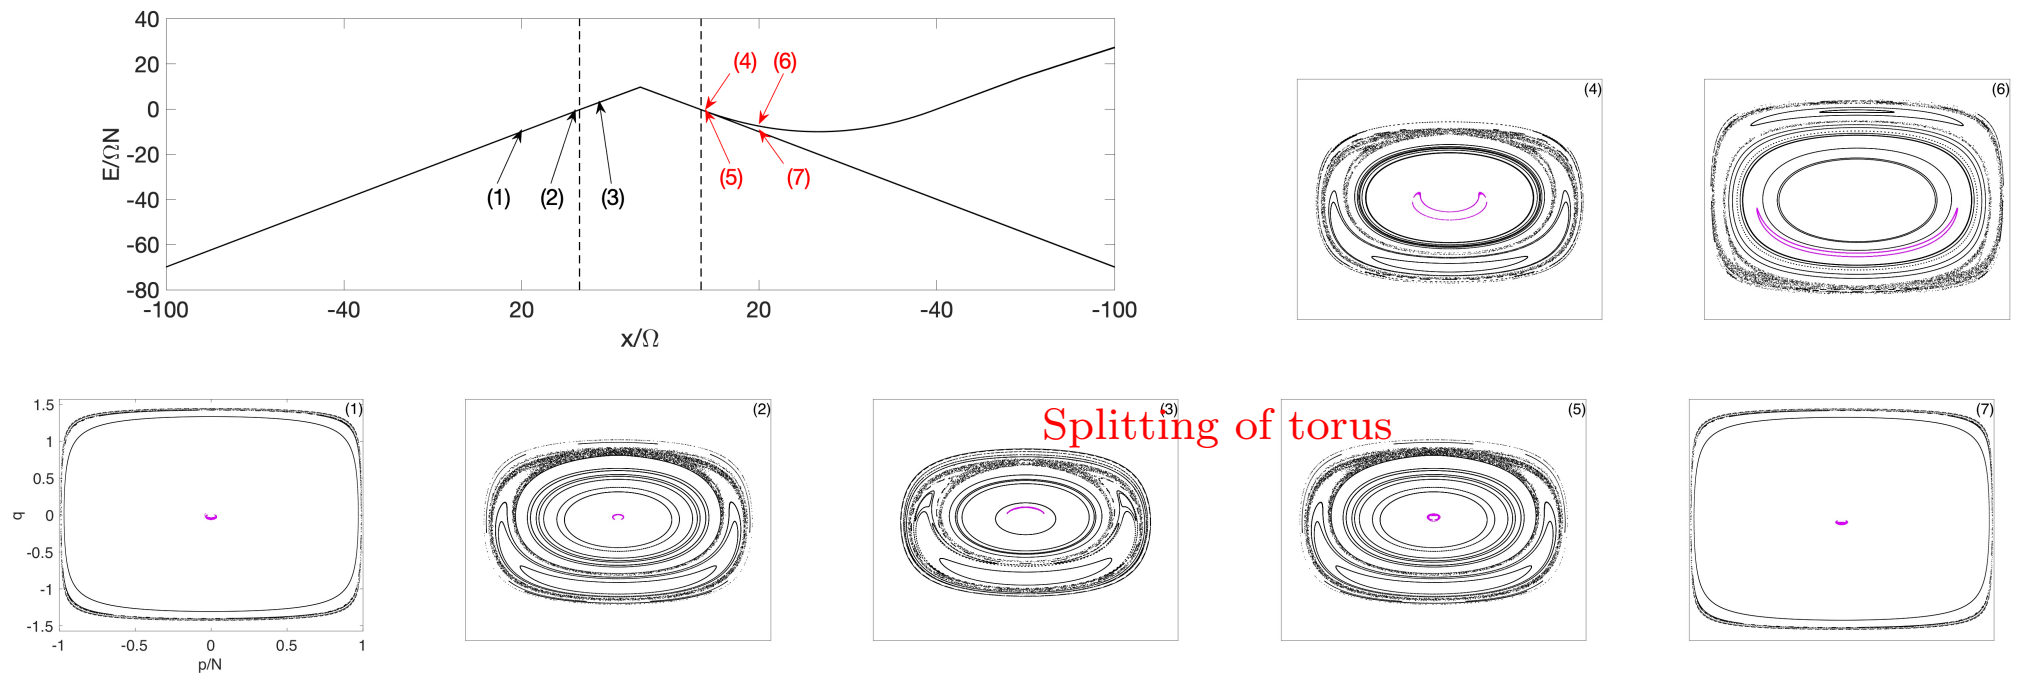 40
20
0
-20
-40
-60
-80
E/ΩN
(4) (6)
(1) (2) (3) (5) (7)
-100 -40 20 20 -40 -100
x/Ω
(4)
(6)
1.5
1
0.5
0
-0.5
-1
-1.5
q
(1)
-1 -0.5 0 0.5 1
p/N
(2)
(3)
Splitting of torus
(5)
(7)